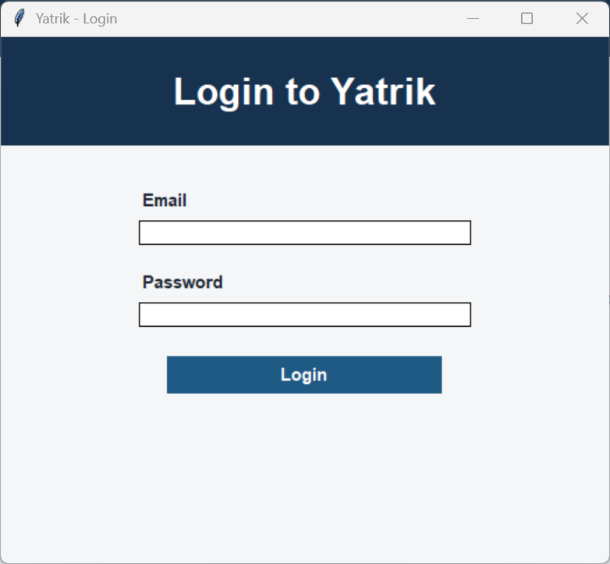 Yatrik - Login
Login to Yatrik
Email
Password
Login